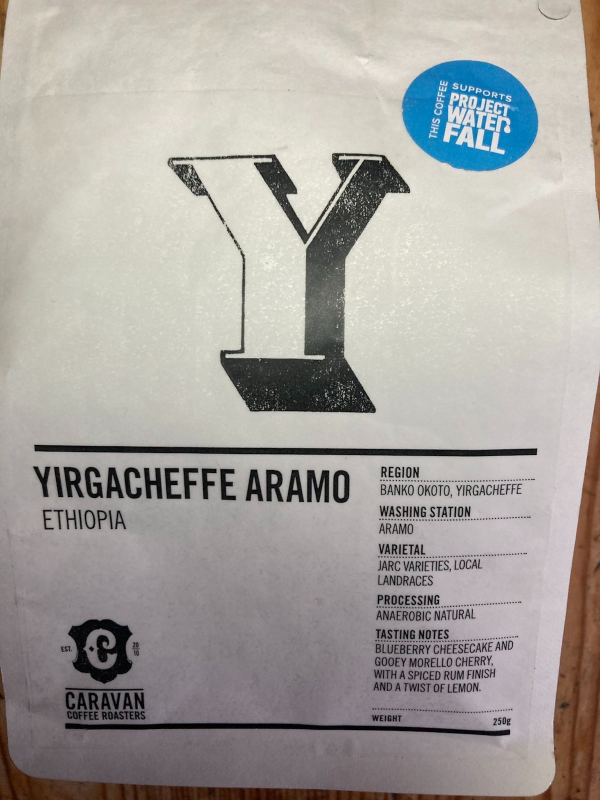 THIS COFFEE
SUPPORTS
PROJECT
WATER
FALL
Y
YIRGACHEFFE ARAMO
ETHIOPIA
REGION
BANKO OKOTO, YIRGACHEFFE
WASHING STATION
ARAMO
VARIETAL
JARC VARIETIES, LOCAL
LANDRACES
PROCESSING
ANAEROBIC NATURAL
TASTING NOTES
BLUEBERRY CHEESECAKE AND
GOOEY MORELLO CHERRY,
WITH A SPICED RUM FINISH
AND A TWIST OF LEMON.
WEIGHT 250g
EST. C 20
10
CARAVAN
COFFEE ROASTERS